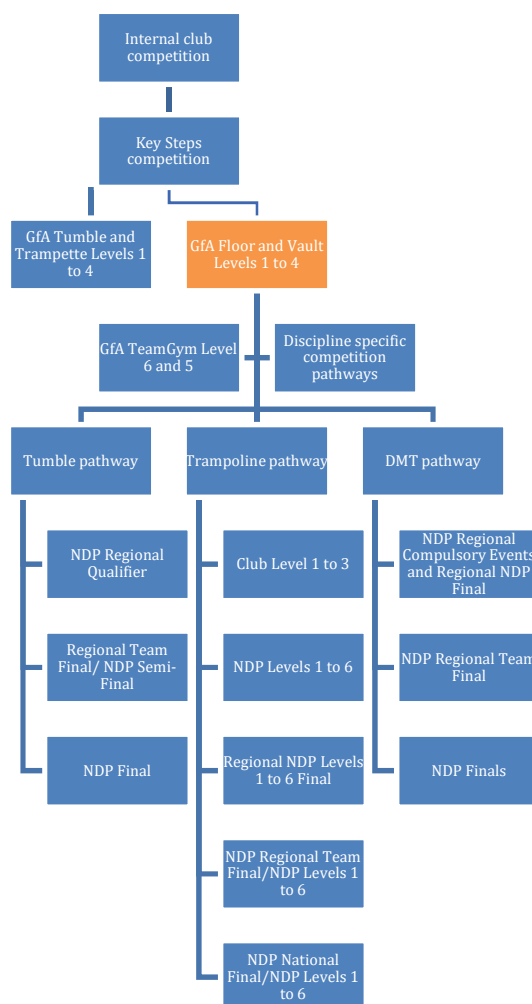 Internal club
competition
Key Steps
competition
GfA Tumble and
Trampette Levels 1
to 4
GfA Floor and Vault
Levels 1 to 4
GfA TeamGym Level
6 and 5
Discipline specific
competition
pathways
Tumble pathway
Trampoline pathway
DMT pathway
NDP Regional
Qualifier
Club Level 1 to 3
NDP Regional
Compulsory Events
and Regional NDP
Final
Regional Team
Final/ NDP Semi-
Final
NDP Levels 1 to 6
NDP Regional Team
Final
NDP Final
Regional NDP Levels
1 to 6 Final
NDP Finals
NDP Regional Team
Final/NDP Levels 1
to 6
NDP National
Final/NDP Levels 1
to 6